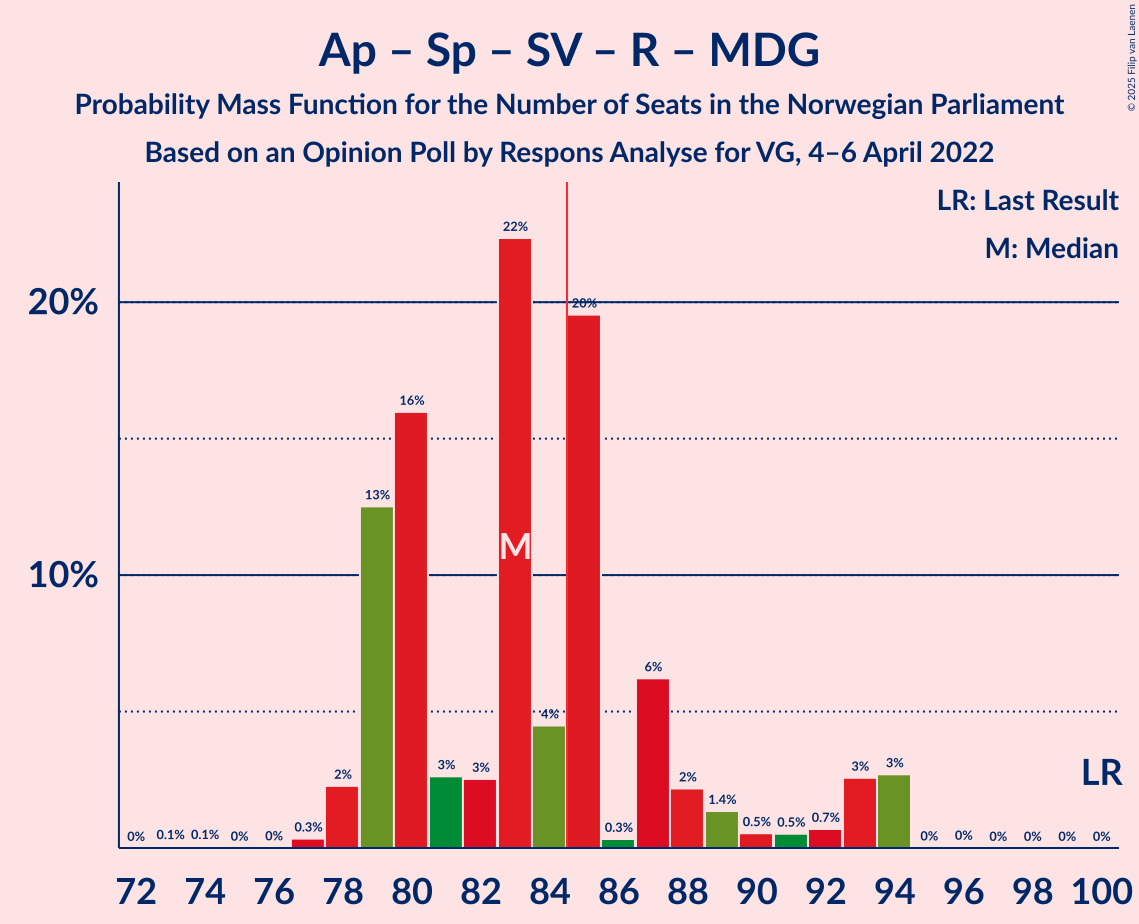 Ap – Sp – SV – R – MDG
Probability Mass Function for the Number of Seats in the Norwegian Parliament
Based on an Opinion Poll by Respons Analyse for VG, 4–6 April 2022
© 2025 Filip van Laenen
LR: Last Result
M: Median
20%
10%
0% 0.1% 0.1% 0% 0% 0.3% 2% 13% 16% 3% 3% 22% 4% 20% 0.3% 6% 2% 1.4% 0.5% 0.5% 0.7% 3% 3% 0% 0% 0% 0% 0% 0%
M
LR
72 74 76 78 80 82 84 86 88 90 92 94 96 98 100